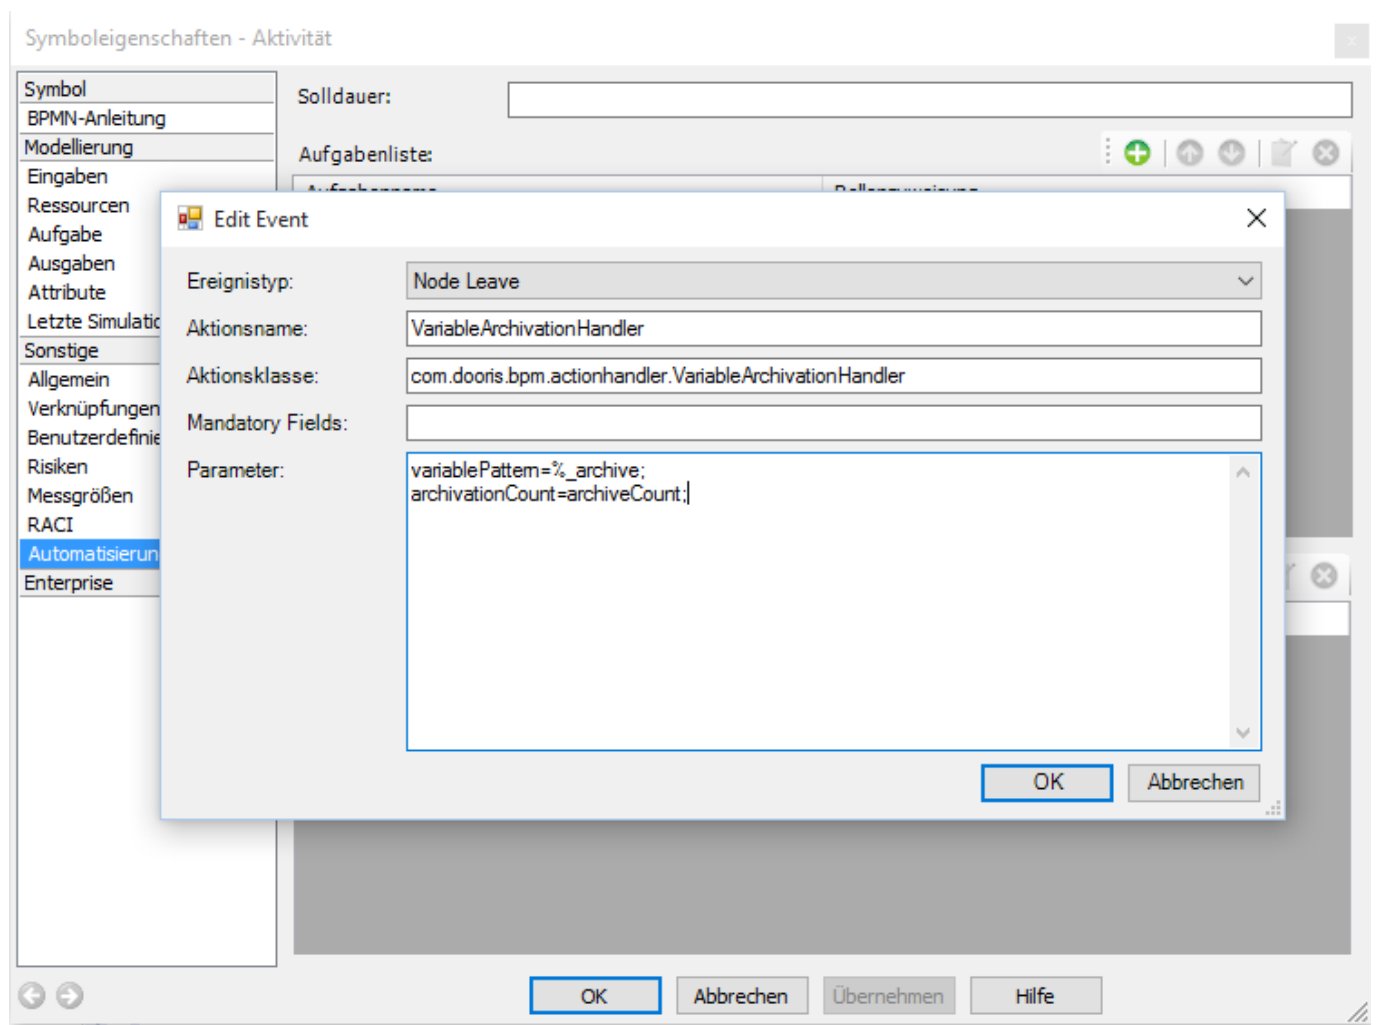 Symboleigenschaften - Aktivität
x
Symbol
BPMN-Anleitung
Modellierung
Eingaben
Ressourcen
Aufgabe
Ausgaben
Attribute
Letzte Simulatio
Sonstige
Allgemein
Verknüpfungen
Benutzerdefinie
Risiken
Messgrößen
RACI
Automatisierun
Enterprise
Solldauer:
Aufgabenliste:
Aufgabenname Rollenzuweisung
Edit Event
Ereignistyp: Node Leave
Aktionsname: VariableArchivationHandler
Aktionsklasse: com.dooris.bpm.actionhandler.VariableArchivationHandler
Mandatory Fields:
Parameter: variablePattern=%_archive;
archivationCount=archiveCount;
OK Abbrechen
OK Abbrechen Übernehmen Hilfe